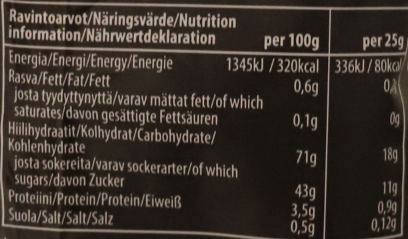 Ravintoarvot/Näringsvärde/Nutrition
information/Nährwertdeklaration per 100g per 25g
Energia/Energi/Energy/Energie 1345kJ / 320kcal 336kJ / 80kcal
Rasva/Fett/Fat/Fett 0,6g
josta tyydyttynyttä/varav mättat fett/of which
saturates/davon gesättigte Fettsäuren 0,1g 0g
Hiilihydraatit/Kolhydrat/Carbohydrate/
Kohlenhydrate 71g 18g
josta sokereita/varav sockerarter/of which
sugars/davon Zucker 43g 11g
Proteiini/Protein/Protein/Eiweiß 3,5g 0,9g
Suola/Salt/Salt/Salz 0,5g 0,12g